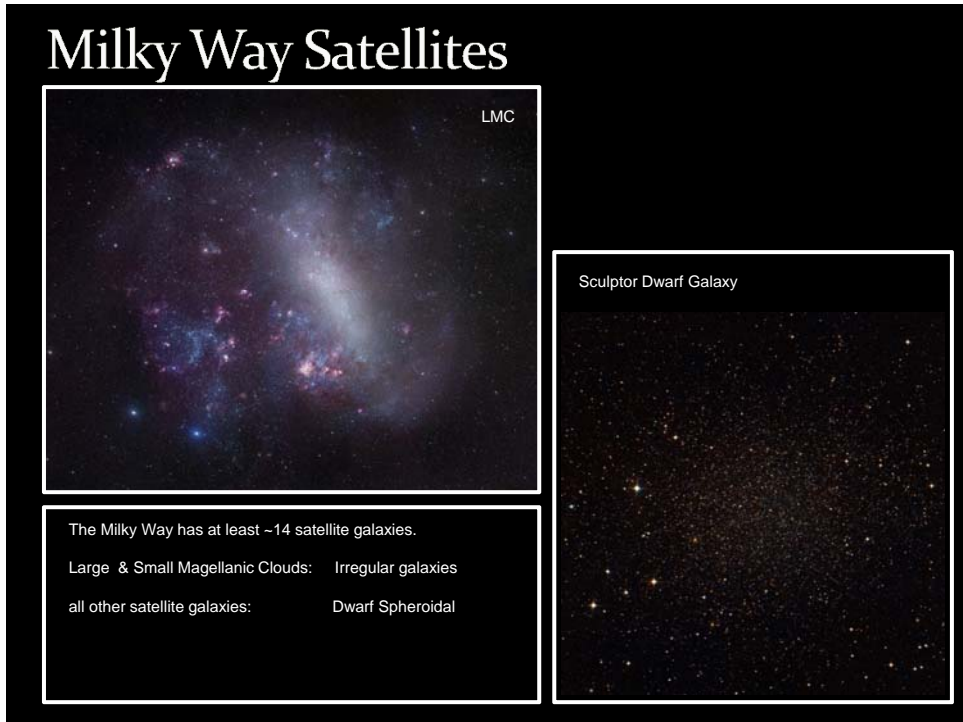 Milky Way Satellites
LMC
Sculptor Dwarf Galaxy
The Milky Way has at least ~14 satellite galaxies.
Large & Small Magellanic Clouds: Irregular galaxies
all other satellite galaxies: Dwarf Spheroidal